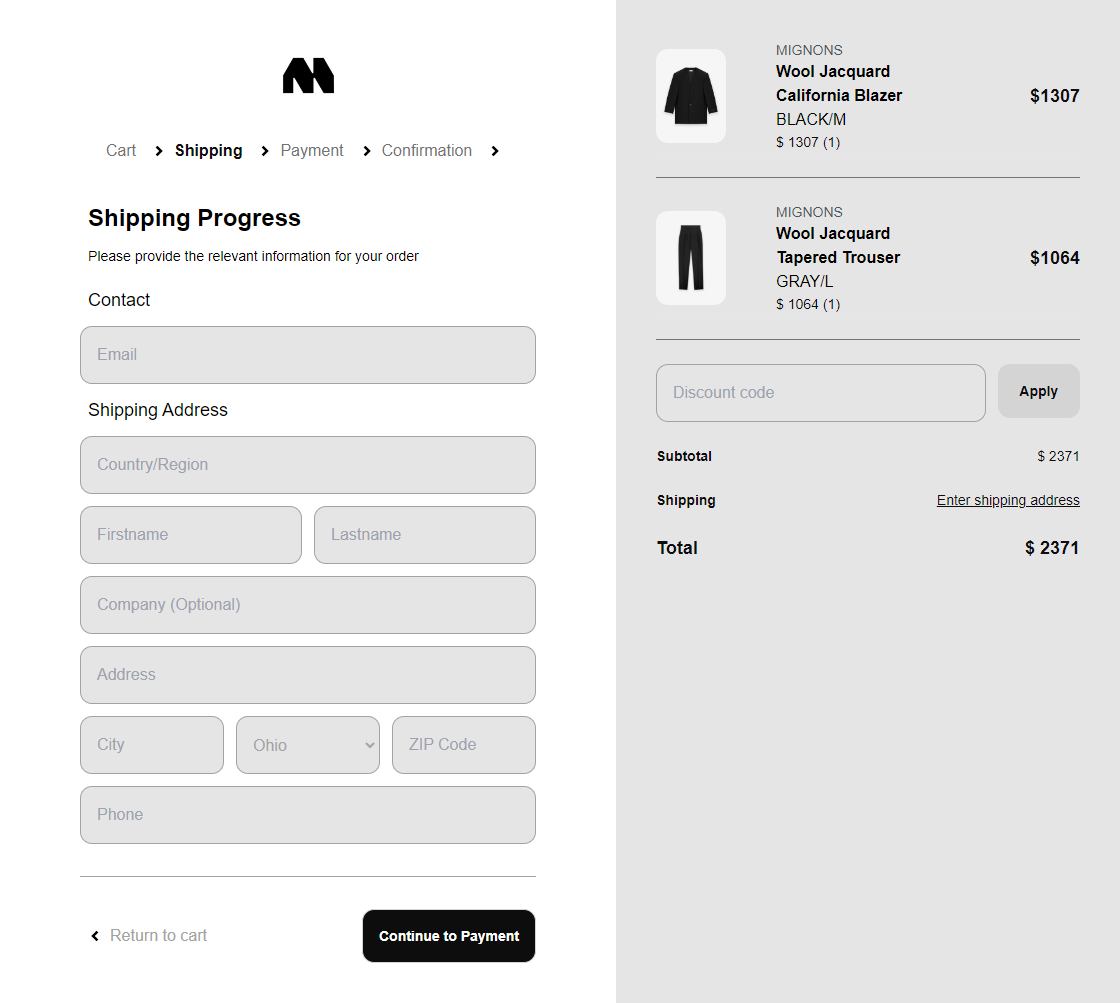 Cart Shipping Payment Confirmation
Shipping Progress
Please provide the relevant information for your order
Contact
Email
Shipping Address
Country/Region
Firstname Lastname
Company (Optional)
Address
City Ohio ZIP Code
Phone
Return to cart Continue to Payment
MIGNONS
Wool Jacquard
California Blazer $1307
BLACK/M
$ 1307 (1)
MIGNONS
Wool Jacquard
Tapered Trouser $1064
GRAY/L
$ 1064 (1)
Discount code Apply
Subtotal $ 2371
Shipping Enter shipping address
Total $ 2371